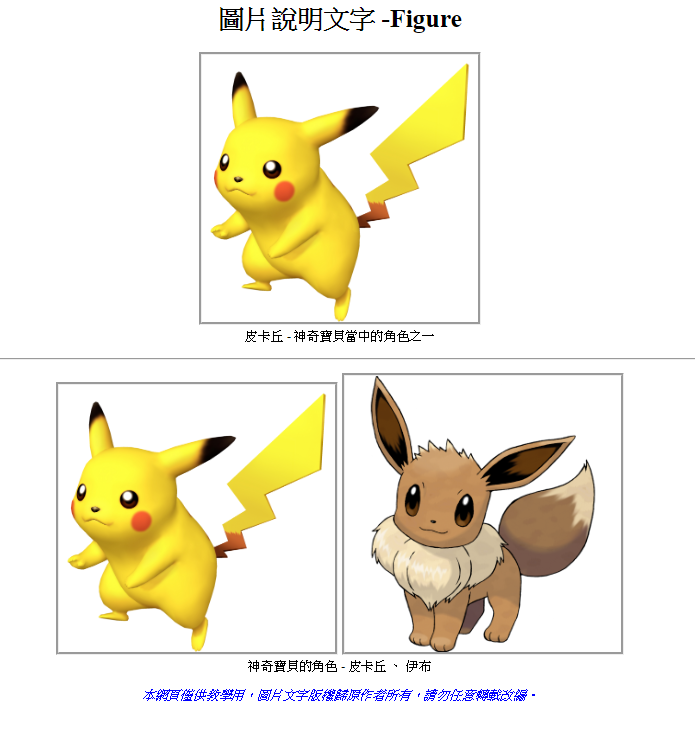 圖片說明文字 -Figure
皮卡丘 - 神奇寶貝當中的角色之一
神奇寶貝的角色 - 皮卡丘 、 伊布
本網頁僅供教學用，圖片文字版權歸原作者所有，請勿任意轉載改編。